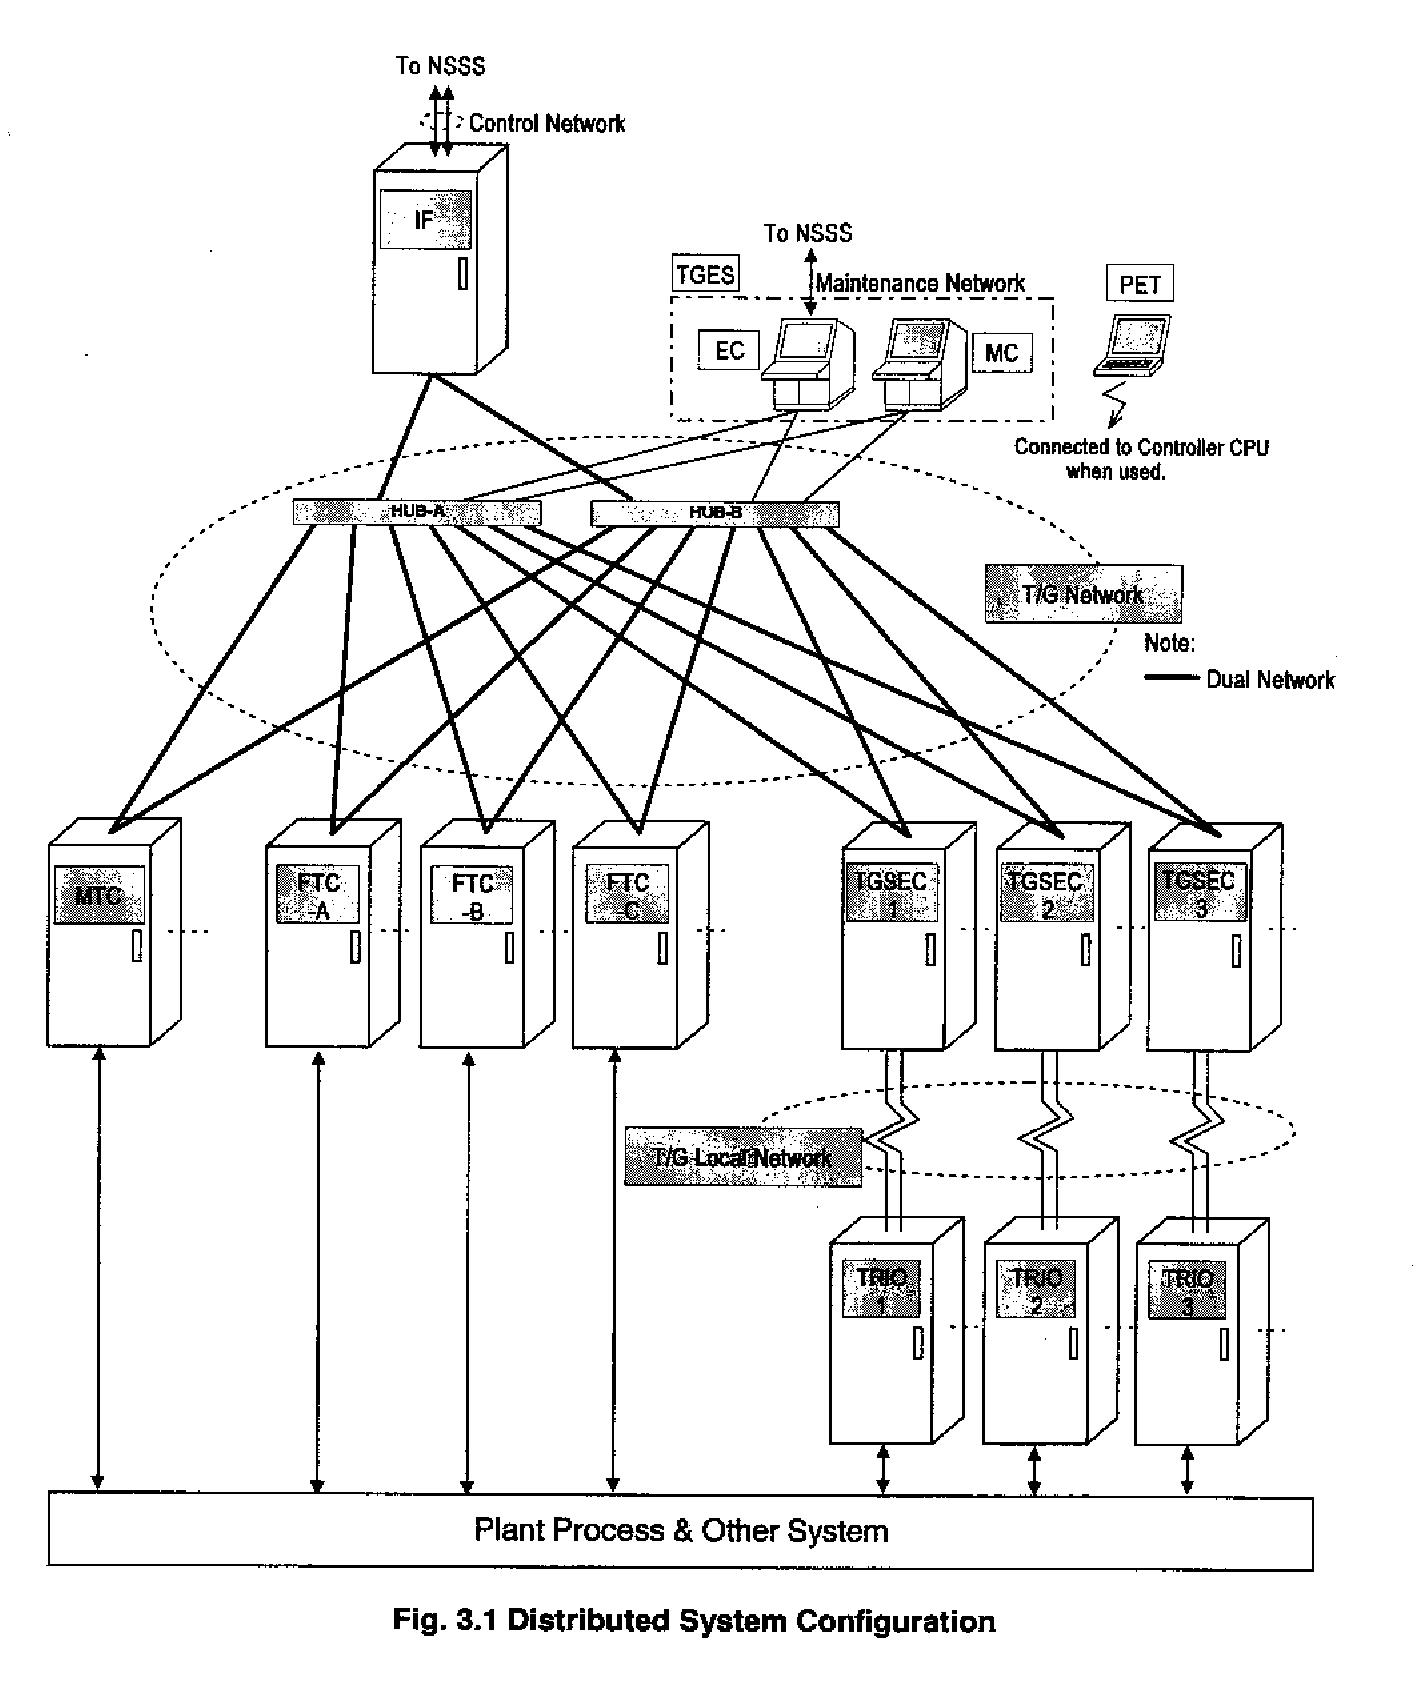 To NSSS
Control Network
IF
To NSSS
TGES
Maintenance Network
PET
EC
MC
Connected to Controller CPU
when used.
HUB-A
HUB-B
T/G Network
Note:
Dual Network
MTC
FTC
-A
FTC
-B
FTC
-C
TGSEC
1
TGSEC
2
TGSEC
3
T/G Local Network
TRIO
1
TRIO
2
TRIO
3
Plant Process & Other System
Fig. 3.1 Distributed System Configuration